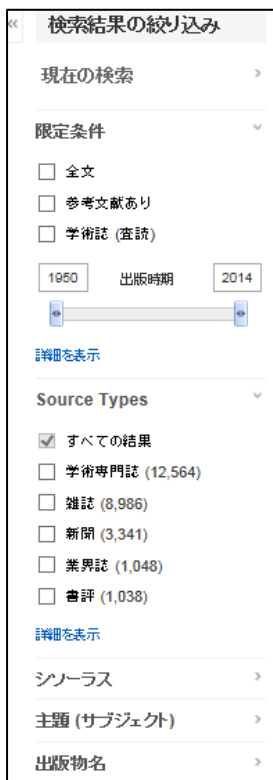 検索結果の絞り込み
現在の検索
限定条件
全文
参考文献あり
学術誌 (査読)
1950 出版時期 2014
詳細を表示
Source Types
すべての結果
学術専門誌 (12,564)
雑誌 (8,986)
新聞 (3,341)
業界誌 (1,048)
書評 (1,038)
詳細を表示
シソーラス
主題 (サブジェクト)
出版物名